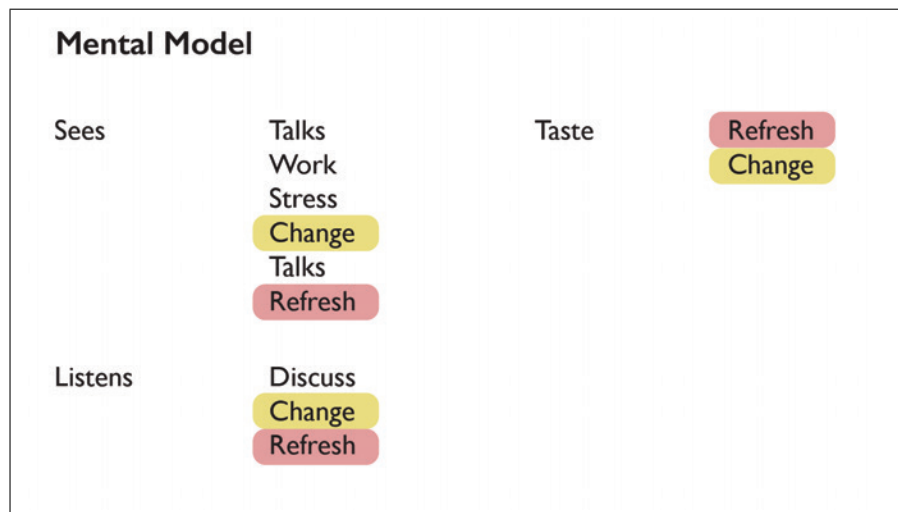 Mental Model
Sees
Talks
Work
Stress
Change
Talks
Refresh
Listens
Discuss
Change
Refresh
Taste
Refresh
Change